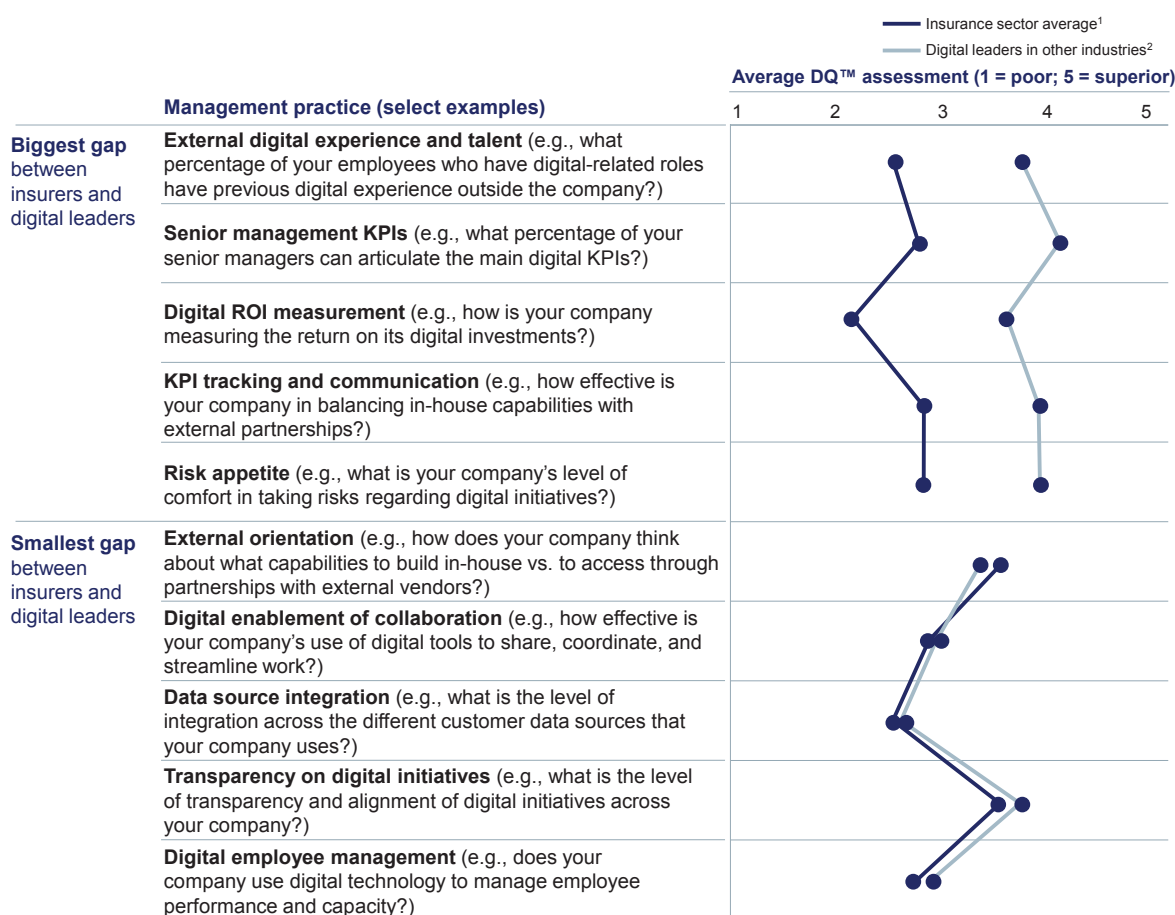 Insurance sector average¹
Digital leaders in other industries²
Average DQ™ assessment (1 = poor; 5 = superior)
Management practice (select examples)
1 2 3 4 5
Biggest gap
between
insurers and
digital leaders
External digital experience and talent (e.g., what
percentage of your employees who have digital-related roles
have previous digital experience outside the company?)
Senior management KPIs (e.g., what percentage of your
senior managers can articulate the main digital KPIs?)
Digital ROI measurement (e.g., how is your company
measuring the return on its digital investments?)
KPI tracking and communication (e.g., how effective is
your company in balancing in-house capabilities with
external partnerships?)
Risk appetite (e.g., what is your company’s level of
comfort in taking risks regarding digital initiatives?)
Smallest gap
between
insurers and
digital leaders
External orientation (e.g., how does your company think
about what capabilities to build in-house vs. to access through
partnerships with external vendors?)
Digital enablement of collaboration (e.g., how effective is
your company’s use of digital tools to share, coordinate, and
streamline work?)
Data source integration (e.g., what is the level of
integration across the different customer data sources that
your company uses?)
Transparency on digital initiatives (e.g., what is the level
of transparency and alignment of digital initiatives across
your company?)
Digital employee management (e.g., does your
company use digital technology to manage employee
performance and capacity?)